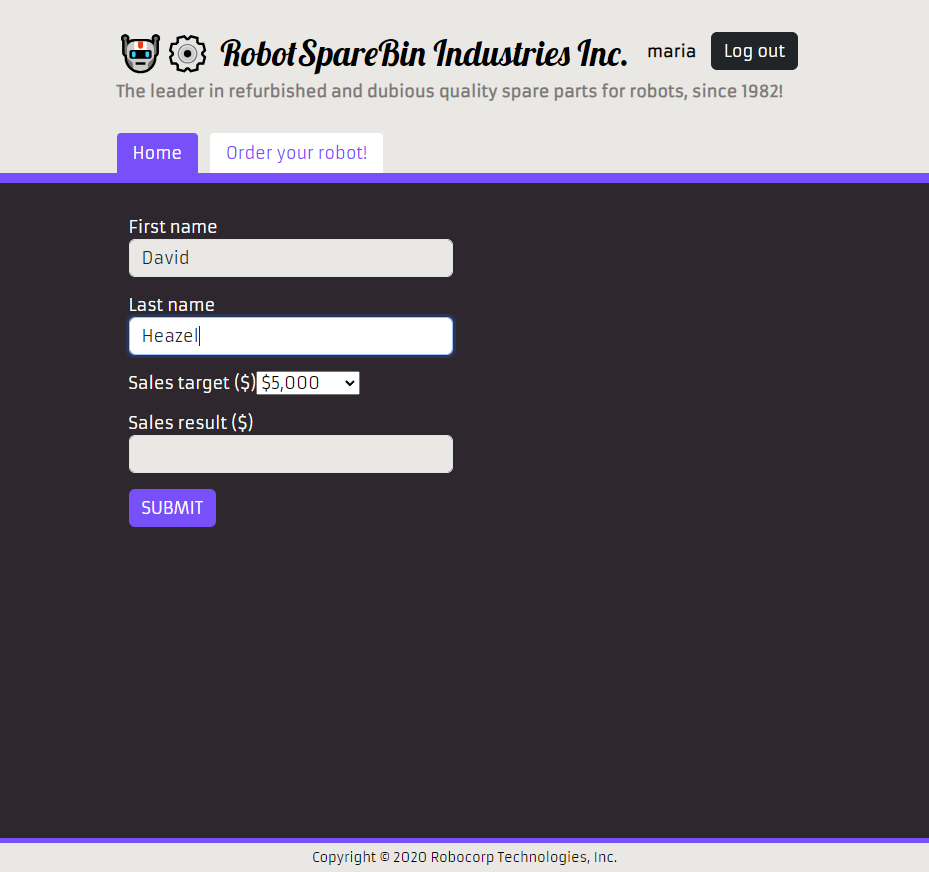 RobotSpareBin Industries Inc. maria Log out
The leader in refurbished and dubious quality spare parts for robots, since 1982!
Home Order your robot!
First name
David
Last name
Heazel
Sales target ($) $5,000
Sales result ($)
SUBMIT
Copyright © 2020 Robocorp Technologies, Inc.